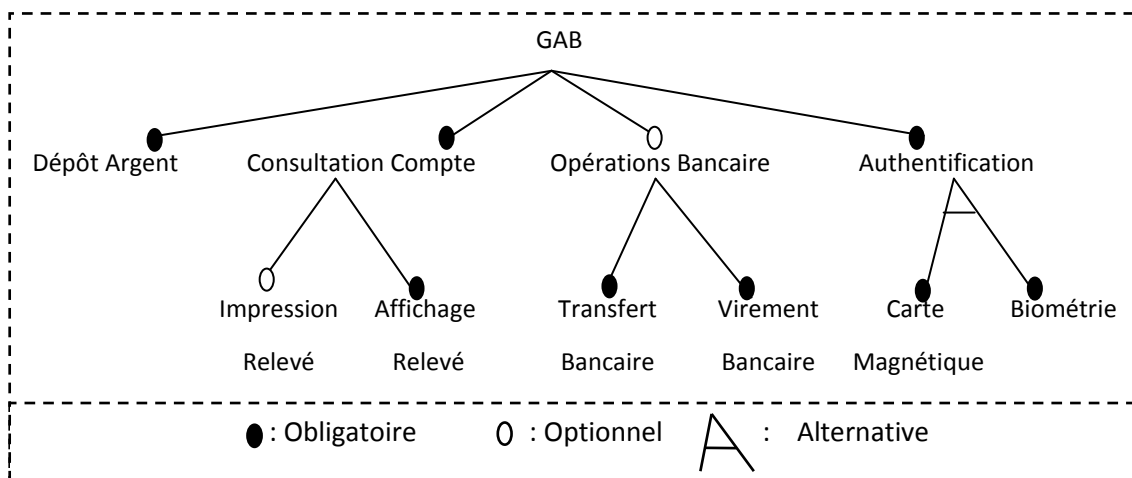 GAB
Dépôt Argent Consultation Compte Opérations Bancaire Authentification
Impression Affichage Transfert Virement Carte Biométrie
Relevé Relevé Bancaire Bancaire Magnétique
: Obligatoire : Optionnel : Alternative